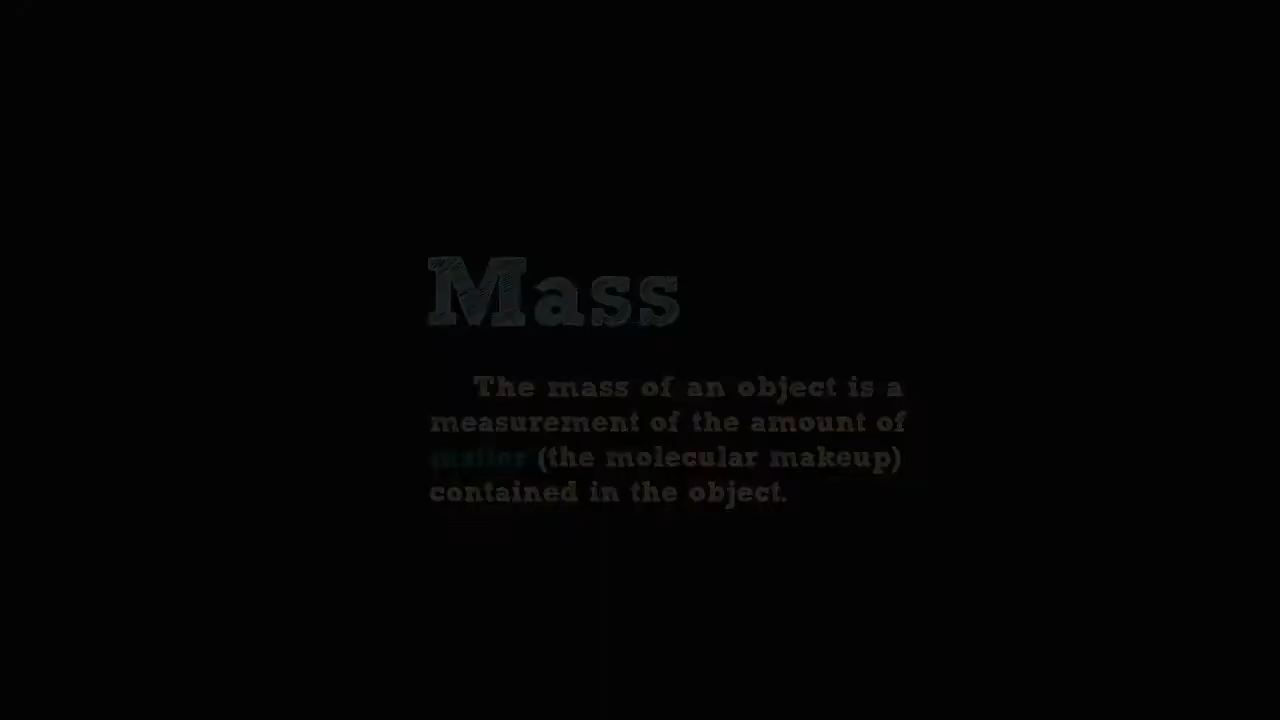 Mass
The mass of an object is a
measurement of the amount of
matter (the molecular makeup)
contained in the object.